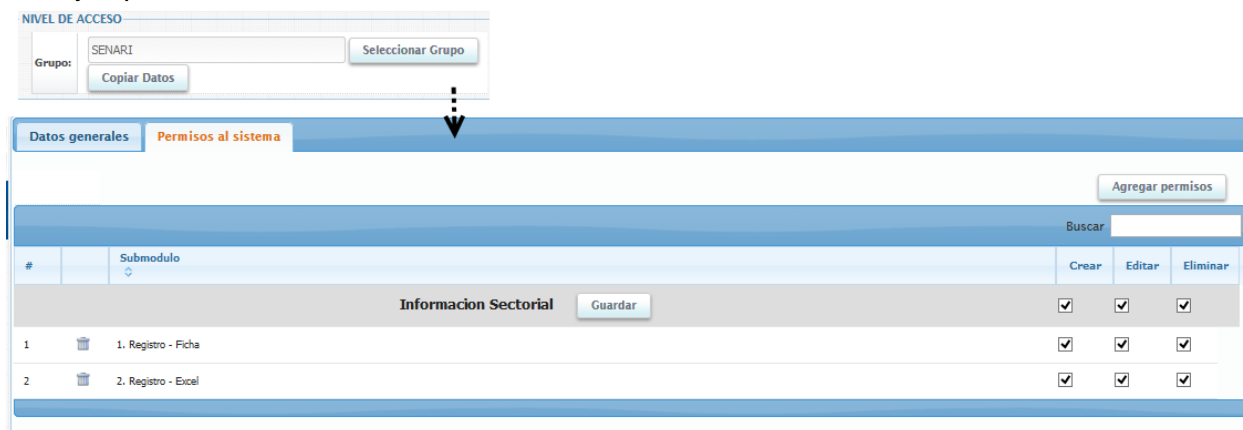 NIVEL DE ACCESO
Grupo: SENARI Seleccionar Grupo
Copiar Datos
Datos generales Permisos al sistema
Agregar permisos
Buscar
# Submodulo Crear Editar Eliminar
Informacion Sectorial Guardar
1 1. Registro - Ficha
2 2. Registro - Excel